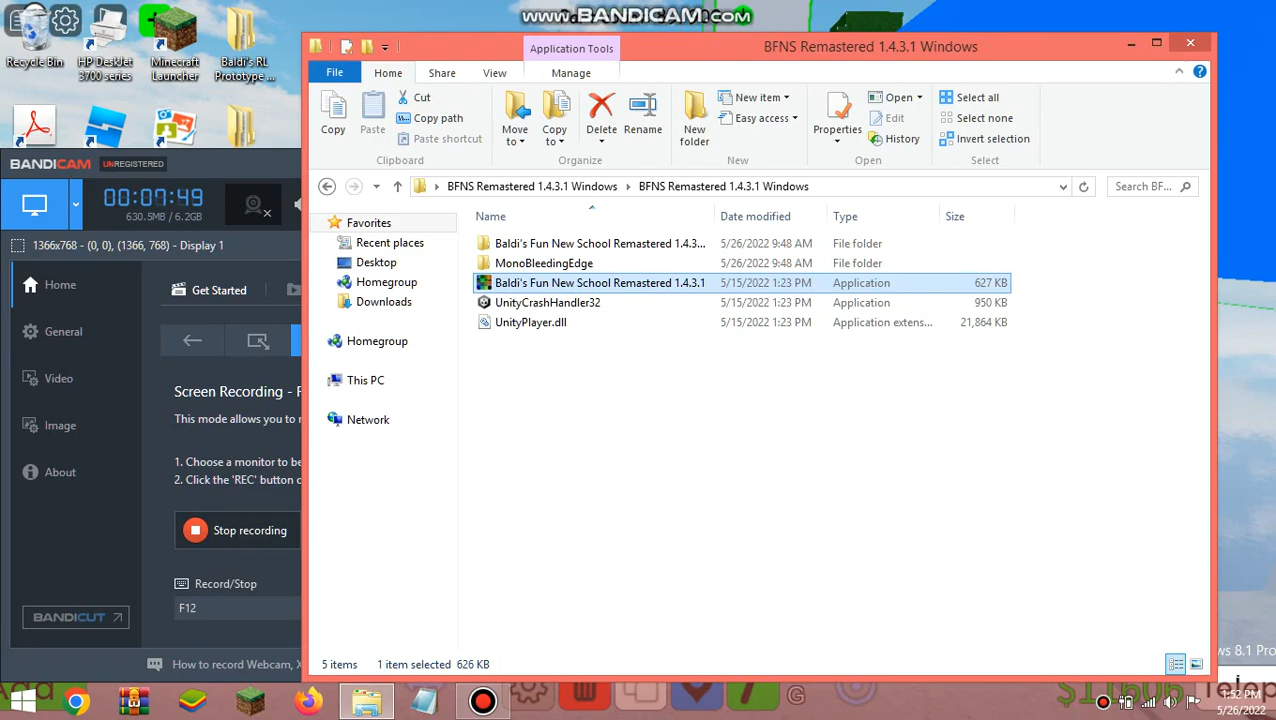 www.BANDICAM.com
Recycle Bin
HP DeskJet 3700 series
Minecraft Launcher
Baldi's RL Prototype ...
Application Tools
BFNS Remastered 1.4.3.1 Windows
File
Home
Share
View
Manage
Copy
Paste
Cut
Copy path
Paste shortcut
Move to
Copy to
Delete
Rename
New folder
New item
Easy access
Properties
Open
Edit
History
Select all
Select none
Invert selection
Clipboard
Organize
New
Open
Select
BFNS Remastered 1.4.3.1 Windows
BFNS Remastered 1.4.3.1 Windows
Search BF...
Name
Date modified
Type
Size
Baldi's Fun New School Remastered 1.4.3... 5/26/2022 9:48 AM File folder
MonoBleedingEdge 5/26/2022 9:48 AM File folder
Baldi's Fun New School Remastered 1.4.3.1 5/15/2022 1:23 PM Application 627 KB
UnityCrashHandler32 5/15/2022 1:23 PM Application 950 KB
UnityPlayer.dll 5/15/2022 1:23 PM Application extens... 21,864 KB
Favorites
Recent places
Desktop
Homegroup
Downloads
Homegroup
This PC
Network
5 items 1 item selected 626 KB
BANDICAM UNREGISTERED
00:07:49
630.5MB / 6.2GB
1366x768 - (0, 0), (1366, 768) - Display 1
Home
General
Video
Image
About
BANDICUT
Get Started
Screen Recording - 
This mode allows you to
1. Choose a monitor to be
2. Click the 'REC' button
Stop recording
Record/Stop
F12
How to record Webcam,
ws 8.1 Pro
1:52 PM
5/26/2022